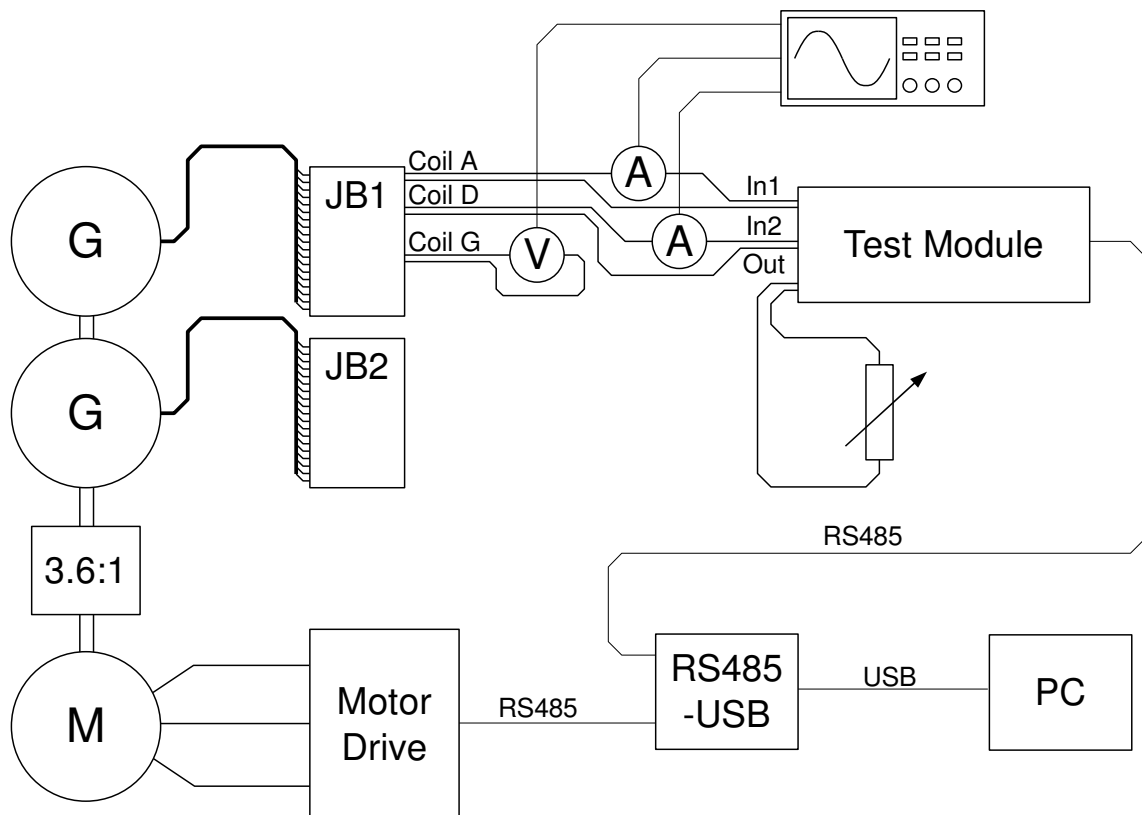 Coil A
A
JB1
In1
Coil D
G
A
In2
Test Module
Coil G
V
Out
JB2
G
RS485
3.6:1
RS485
-USB
USB
PC
Motor
Drive
RS485
M